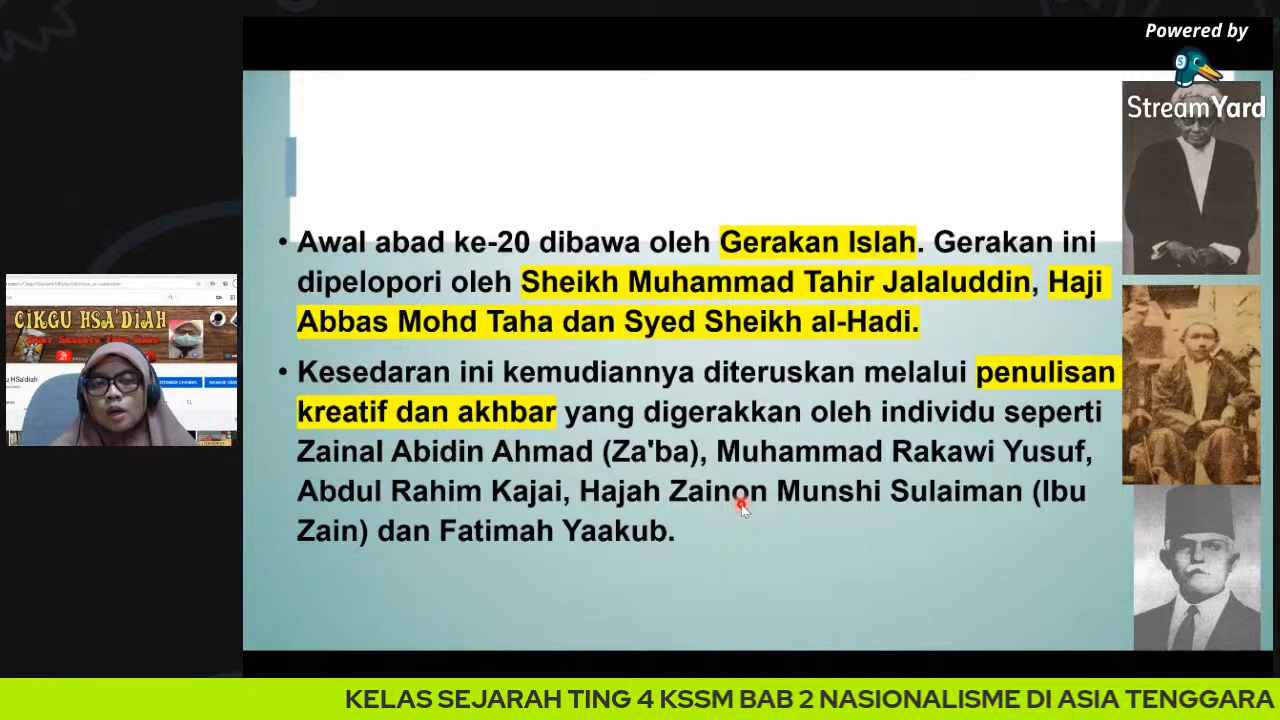 Powered by
StreamYard
• Awal abad ke-20 dibawa oleh Gerakan Islah. Gerakan ini
dipelopori oleh Sheikh Muhammad Tahir Jalaluddin, Haji
Abbas Mohd Taha dan Syed Sheikh al-Hadi.
• Kesedaran ini kemudiannya diteruskan melalui penulisan
kreatif dan akhbar yang digerakkan oleh individu seperti
Zainal Abidin Ahmad (Za'ba), Muhammad Rakawi Yusuf,
Abdul Rahim Kajai, Hajah Zainon Munshi Sulaiman (Ibu
Zain) dan Fatimah Yaakub.
CIKGU HSA'DIAH
KELAS SEJARAH TING 4 KSSM BAB 2 NASIONALISME DI ASIA TENGGARA